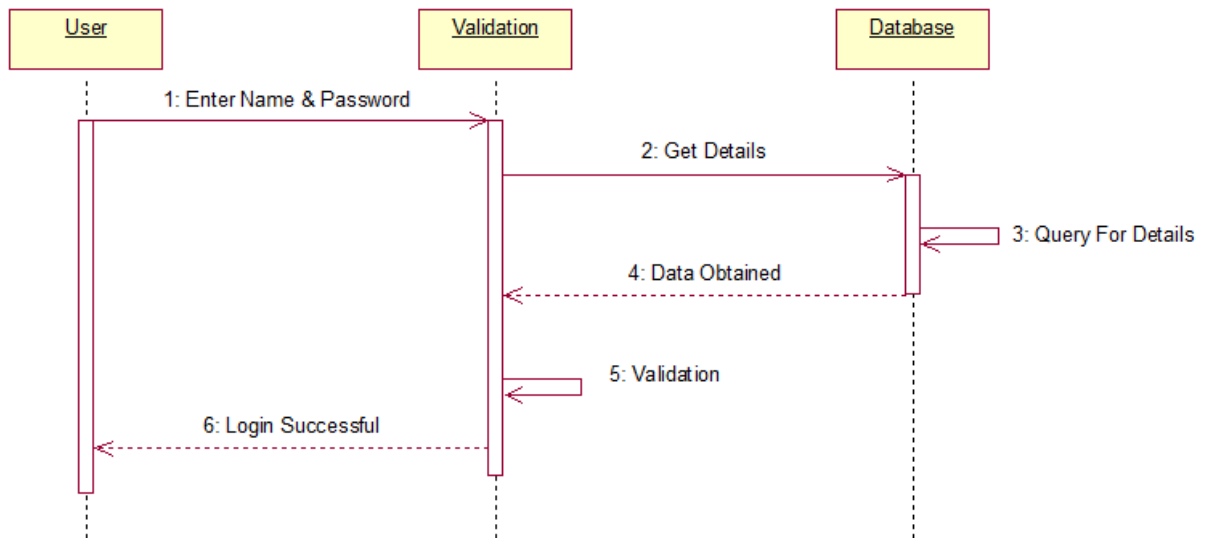 User
Validation
Database
1: Enter Name & Password
2: Get Details
3: Query For Details
4: Data Obtained
5: Validation
6: Login Successful